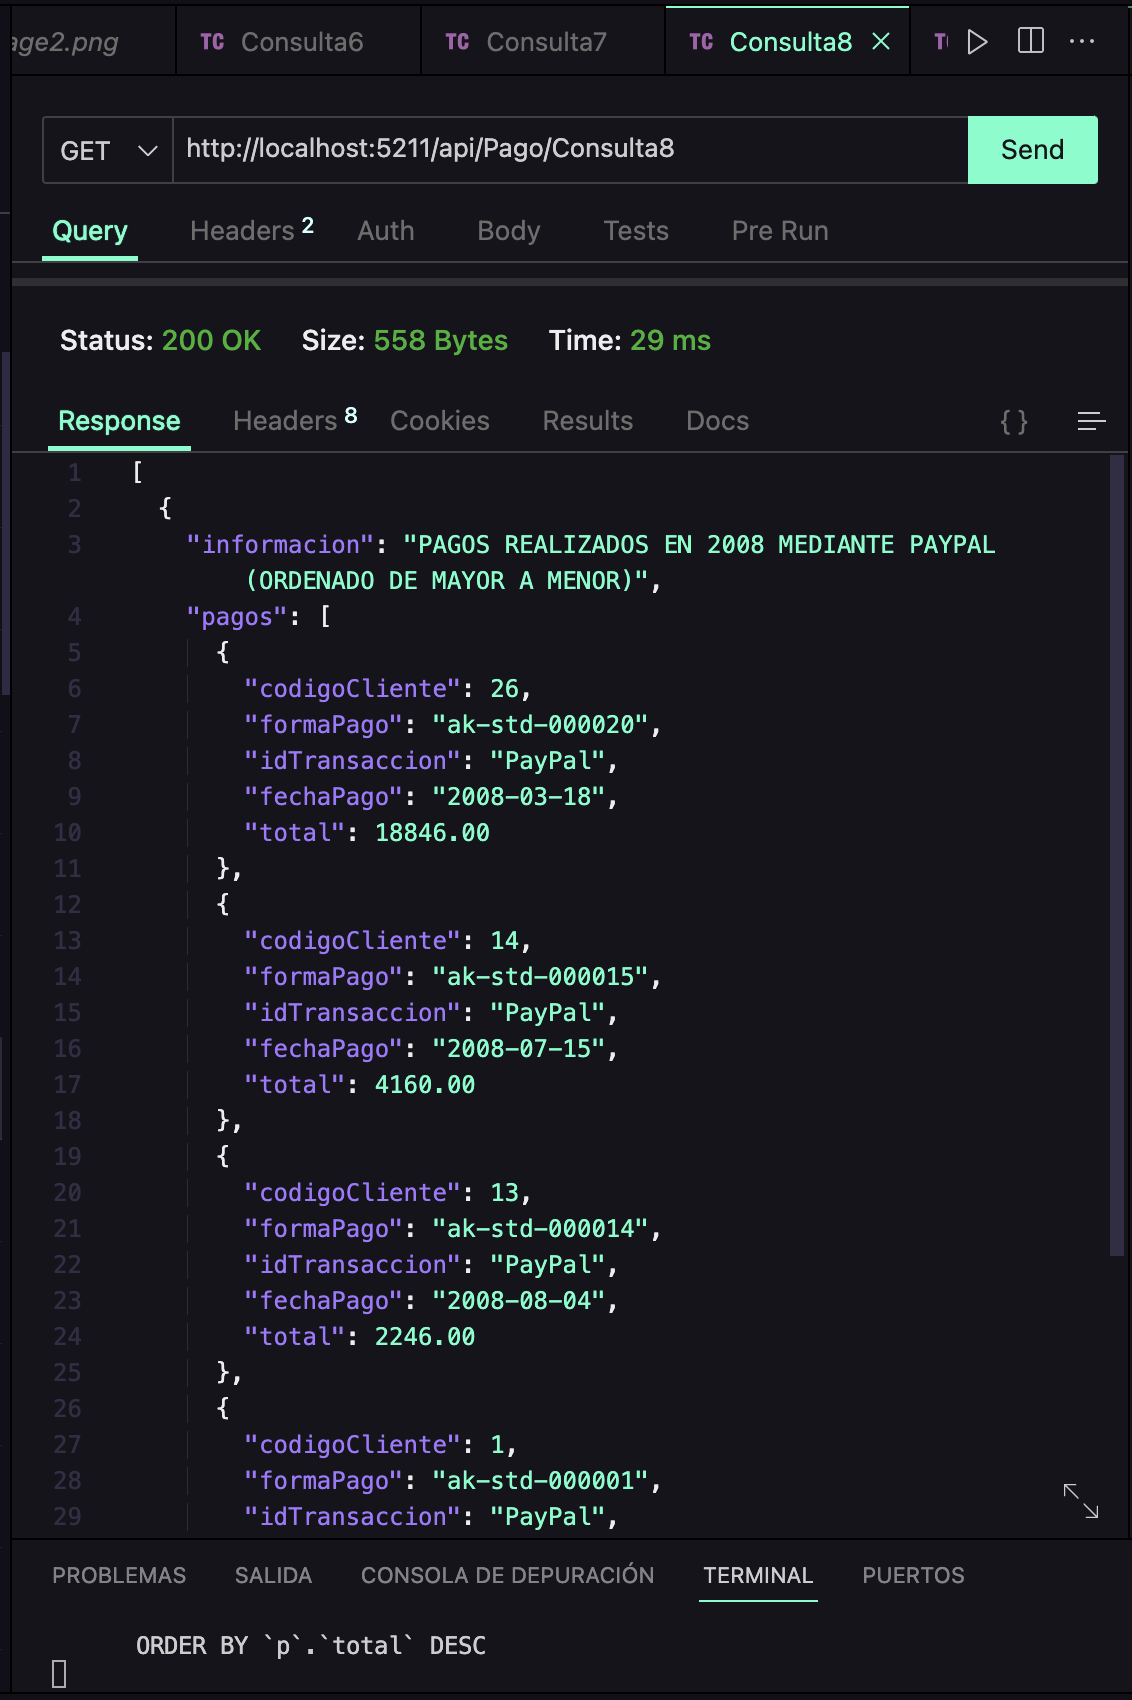 age2.png TC Consulta6 TC Consulta7 TC Consulta8
GET http://localhost:5211/api/Pago/Consulta8 Send
Query Headers 2 Auth Body Tests Pre Run
Status: 200 OK Size: 558 Bytes Time: 29 ms
Response Headers 8 Cookies Results Docs { }
1 [
2 {
3 "informacion": "PAGOS REALIZADOS EN 2008 MEDIANTE PAYPAL
(ORDENADO DE MAYOR A MENOR)",
4 "pagos": [
5 {
6 "codigoCliente": 26,
7 "formaPago": "ak-std-000020",
8 "idTransaccion": "PayPal",
9 "fechaPago": "2008-03-18",
10 "total": 18846.00
11 },
12 {
13 "codigoCliente": 14,
14 "formaPago": "ak-std-000015",
15 "idTransaccion": "PayPal",
16 "fechaPago": "2008-07-15",
17 "total": 4160.00
18 },
19 {
20 "codigoCliente": 13,
21 "formaPago": "ak-std-000014",
22 "idTransaccion": "PayPal",
23 "fechaPago": "2008-08-04",
24 "total": 2246.00
25 },
26 {
27 "codigoCliente": 1,
28 "formaPago": "ak-std-000001",
29 "idTransaccion": "PayPal",
PROBLEMAS SALIDA CONSOLA DE DEPURACIÓN TERMINAL PUERTOS
ORDER BY `p`.`total` DESC